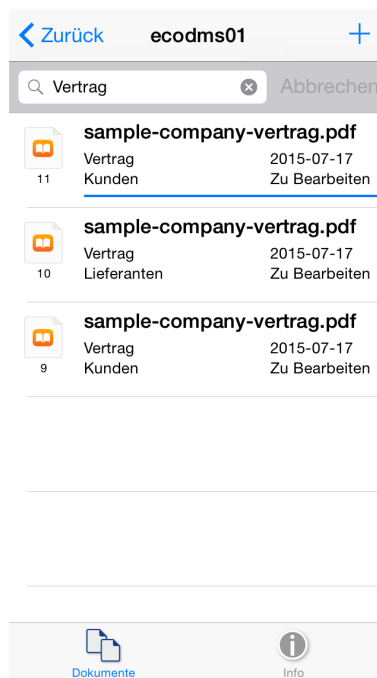 Zurück ecodms01 +
Vertrag Abbrechen
sample-company-vertrag.pdf
Vertrag 2015-07-17
11 Kunden Zu Bearbeiten
sample-company-vertrag.pdf
Vertrag 2015-07-17
10 Lieferanten Zu Bearbeiten
sample-company-vertrag.pdf
Vertrag 2015-07-17
9 Kunden Zu Bearbeiten
Dokumente Info